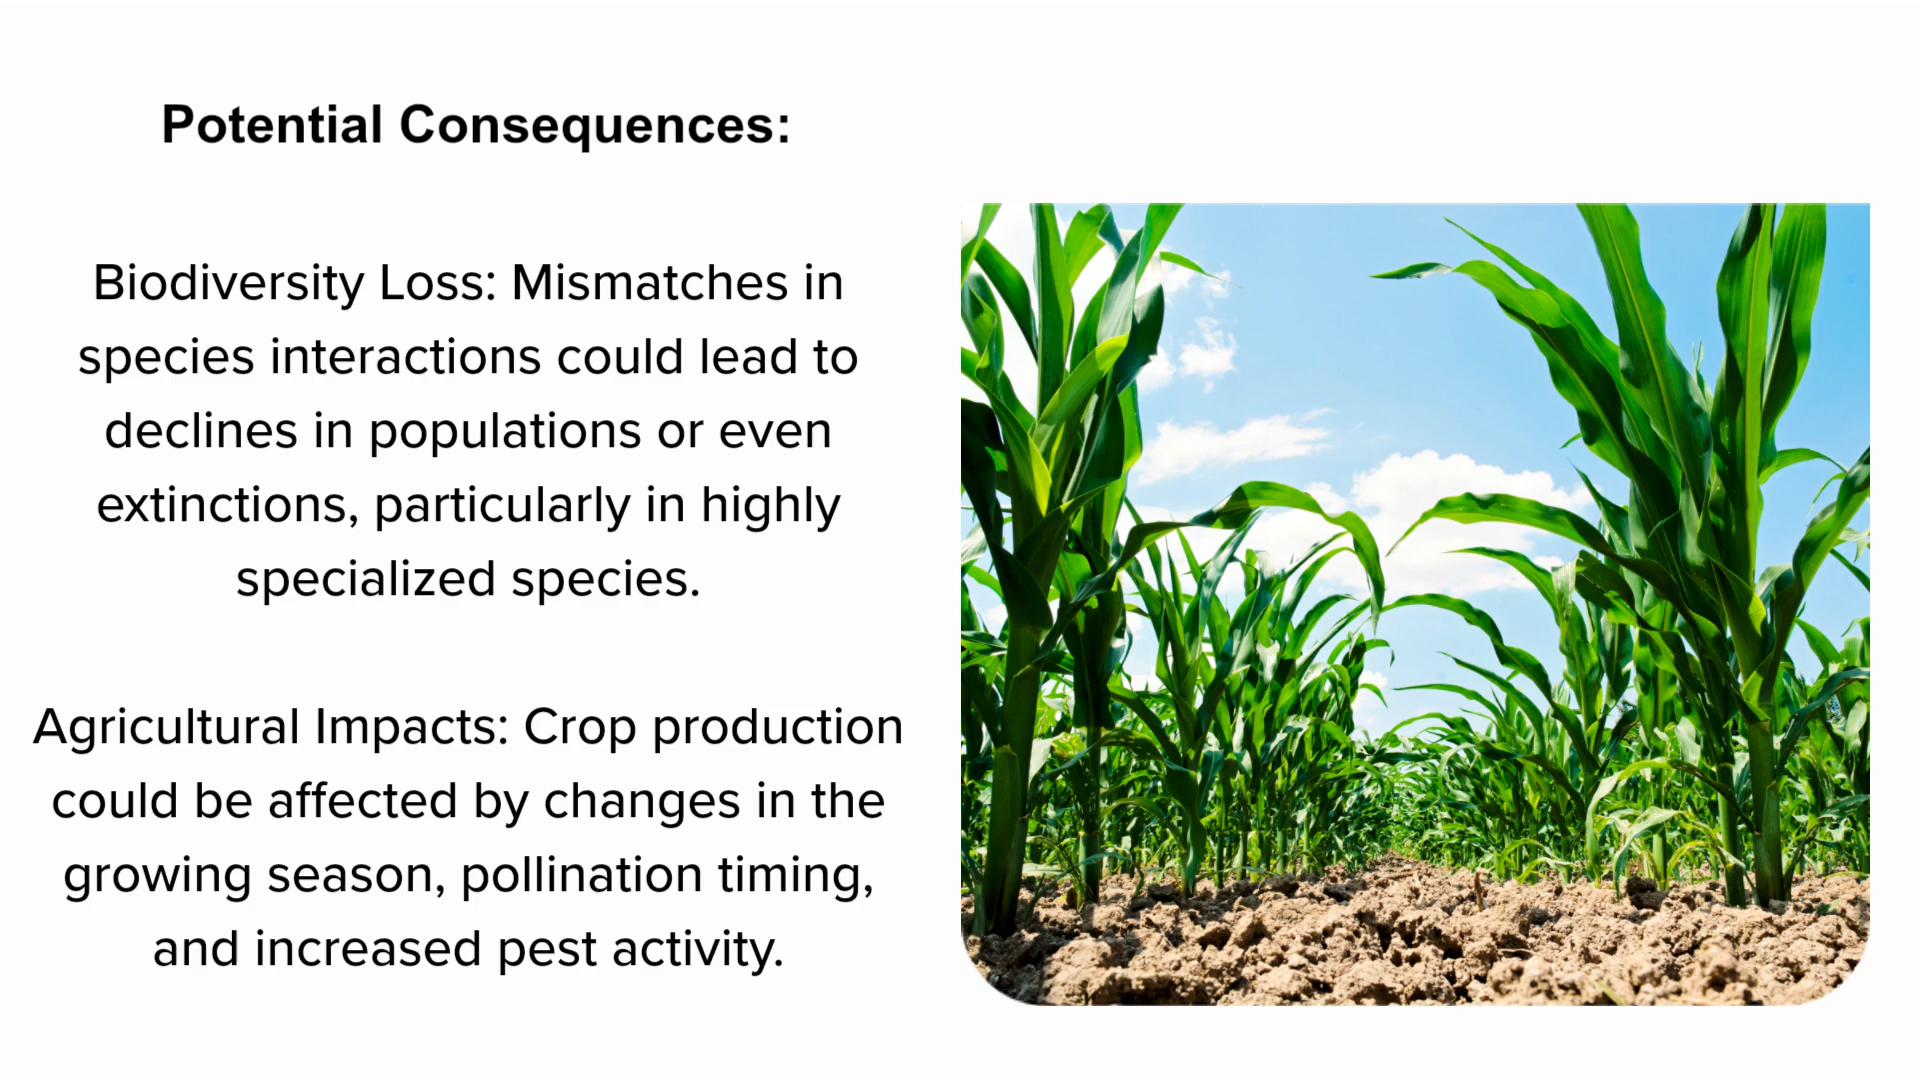 Potential Consequences:
Biodiversity Loss: Mismatches in
species interactions could lead to
declines in populations or even
extinctions, particularly in highly
specialized species.
Agricultural Impacts: Crop production
could be affected by changes in the
growing season, pollination timing,
and increased pest activity.